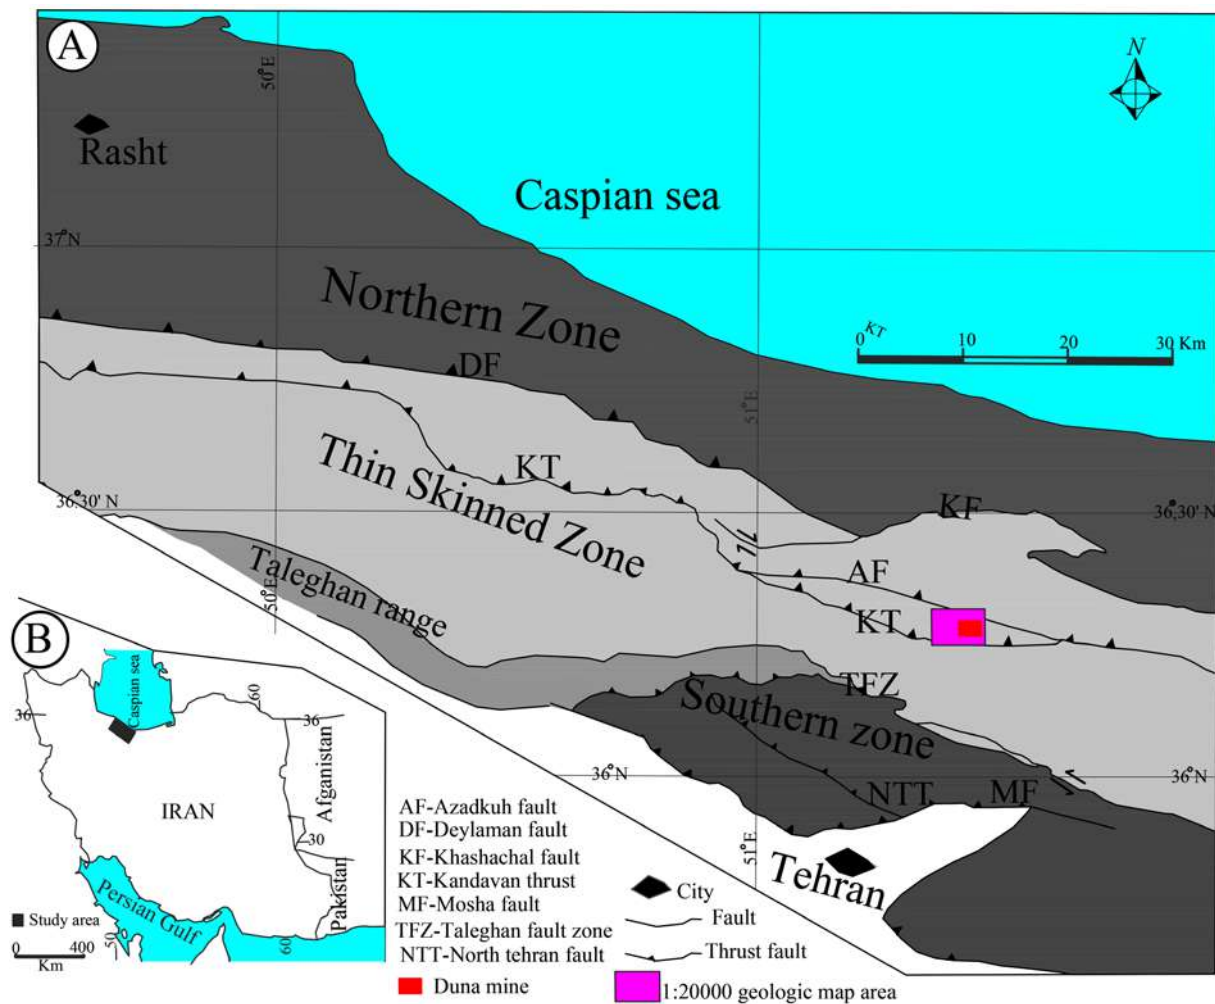 A
N
50°E
Rasht
Caspian sea
37°N
Northern Zone
KT
0 10 20 30 Km
DF
51°E
KT
Thin Skinned Zone
36°,30' N
KF
36°,30' N
Taleghan range
AF
50°E
KT
TFZ
Southern zone
36°N
36°N
NTT
MF
51°E
Tehran
B
Caspian sea
60
36
36
IRAN
Afghanistan
30
Pakistan
Persian Gulf
50
60
Study area
0 400
Km
AF-Azadkuh fault
DF-Deylaman fault
KF-Khashachal fault
KT-Kandavan thrust
MF-Mosha fault
TFZ-Taleghan fault zone
NTT-North tehran fault
Duna mine
City
Fault
Thrust fault
1:20000 geologic map area